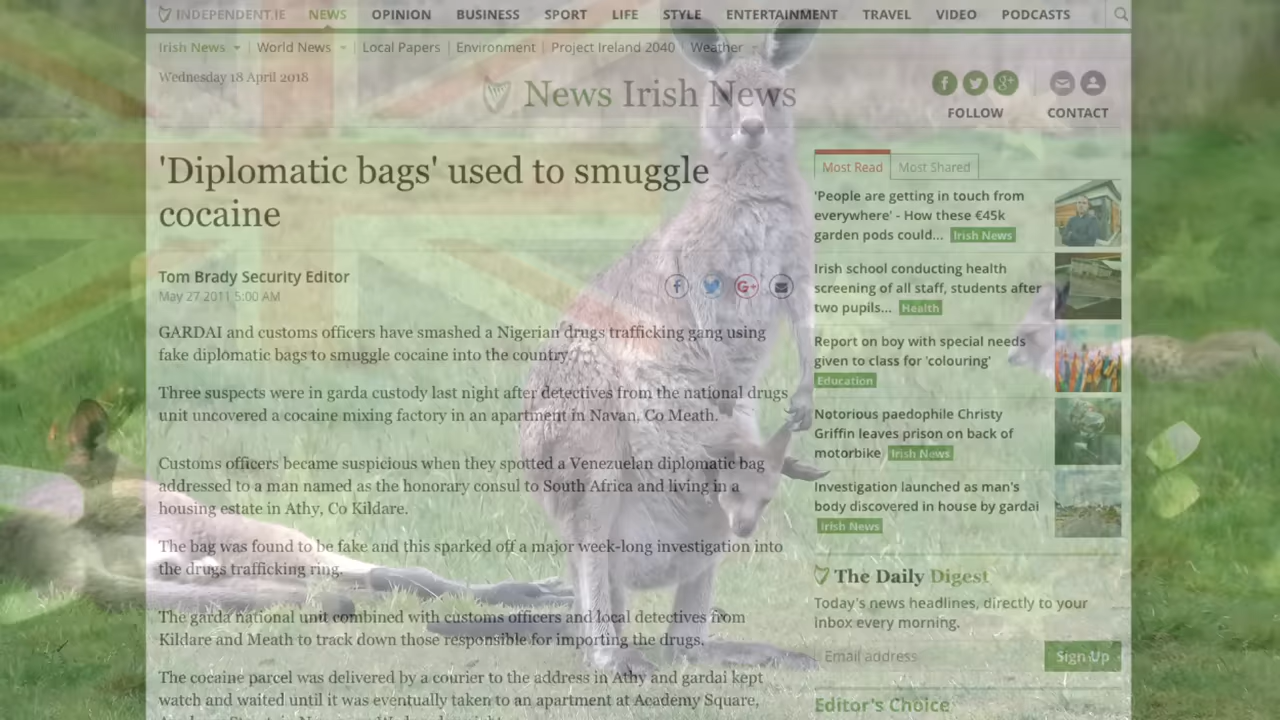 INDEPENDENT.IE NEWS OPINION BUSINESS SPORT LIFE STYLE ENTERTAINMENT TRAVEL VIDEO PODCASTS
Irish News World News Local Papers Environment Project Ireland 2040 Weather
Wednesday 18 April 2018
News Irish News
FOLLOW CONTACT
'Diplomatic bags' used to smuggle
cocaine
Tom Brady Security Editor
May 27 2011 5:00 AM
GARDAI and customs officers have smashed a Nigerian drugs trafficking gang using
fake diplomatic bags to smuggle cocaine into the country.
Three suspects were in garda custody last night after detectives from the national drugs
unit uncovered a cocaine mixing factory in an apartment in Navan, Co Meath.
Customs officers became suspicious when they spotted a Venezuelan diplomatic bag
addressed to a man named as the honorary consul to South Africa and living in a
housing estate in Athy, Co Kildare.
The bag was found to be fake and this sparked off a major week-long investigation into
the drugs trafficking ring.
The garda national unit combined with customs officers and local detectives from
Kildare and Meath to track down those responsible for importing the drugs.
The cocaine parcel was delivered by a courier to the address in Athy and gardai kept
watch and waited until it was eventually taken to an apartment at Academy Square,
Most Read Most Shared
'People are getting in touch from
everywhere' - How these €45k
garden pods could... Irish News
Irish school conducting health
screening of all staff, students after
two pupils... Health
Report on boy with special needs
given to class for 'colouring'
Education
Notorious paedophile Christy
Griffin leaves prison on back of
motorbike Irish News
Investigation launched as man's
body discovered in house by gardai
Irish News
The Daily Digest
Today's news headlines, directly to your
inbox every morning.
Email address Sign Up
Editor's Choice